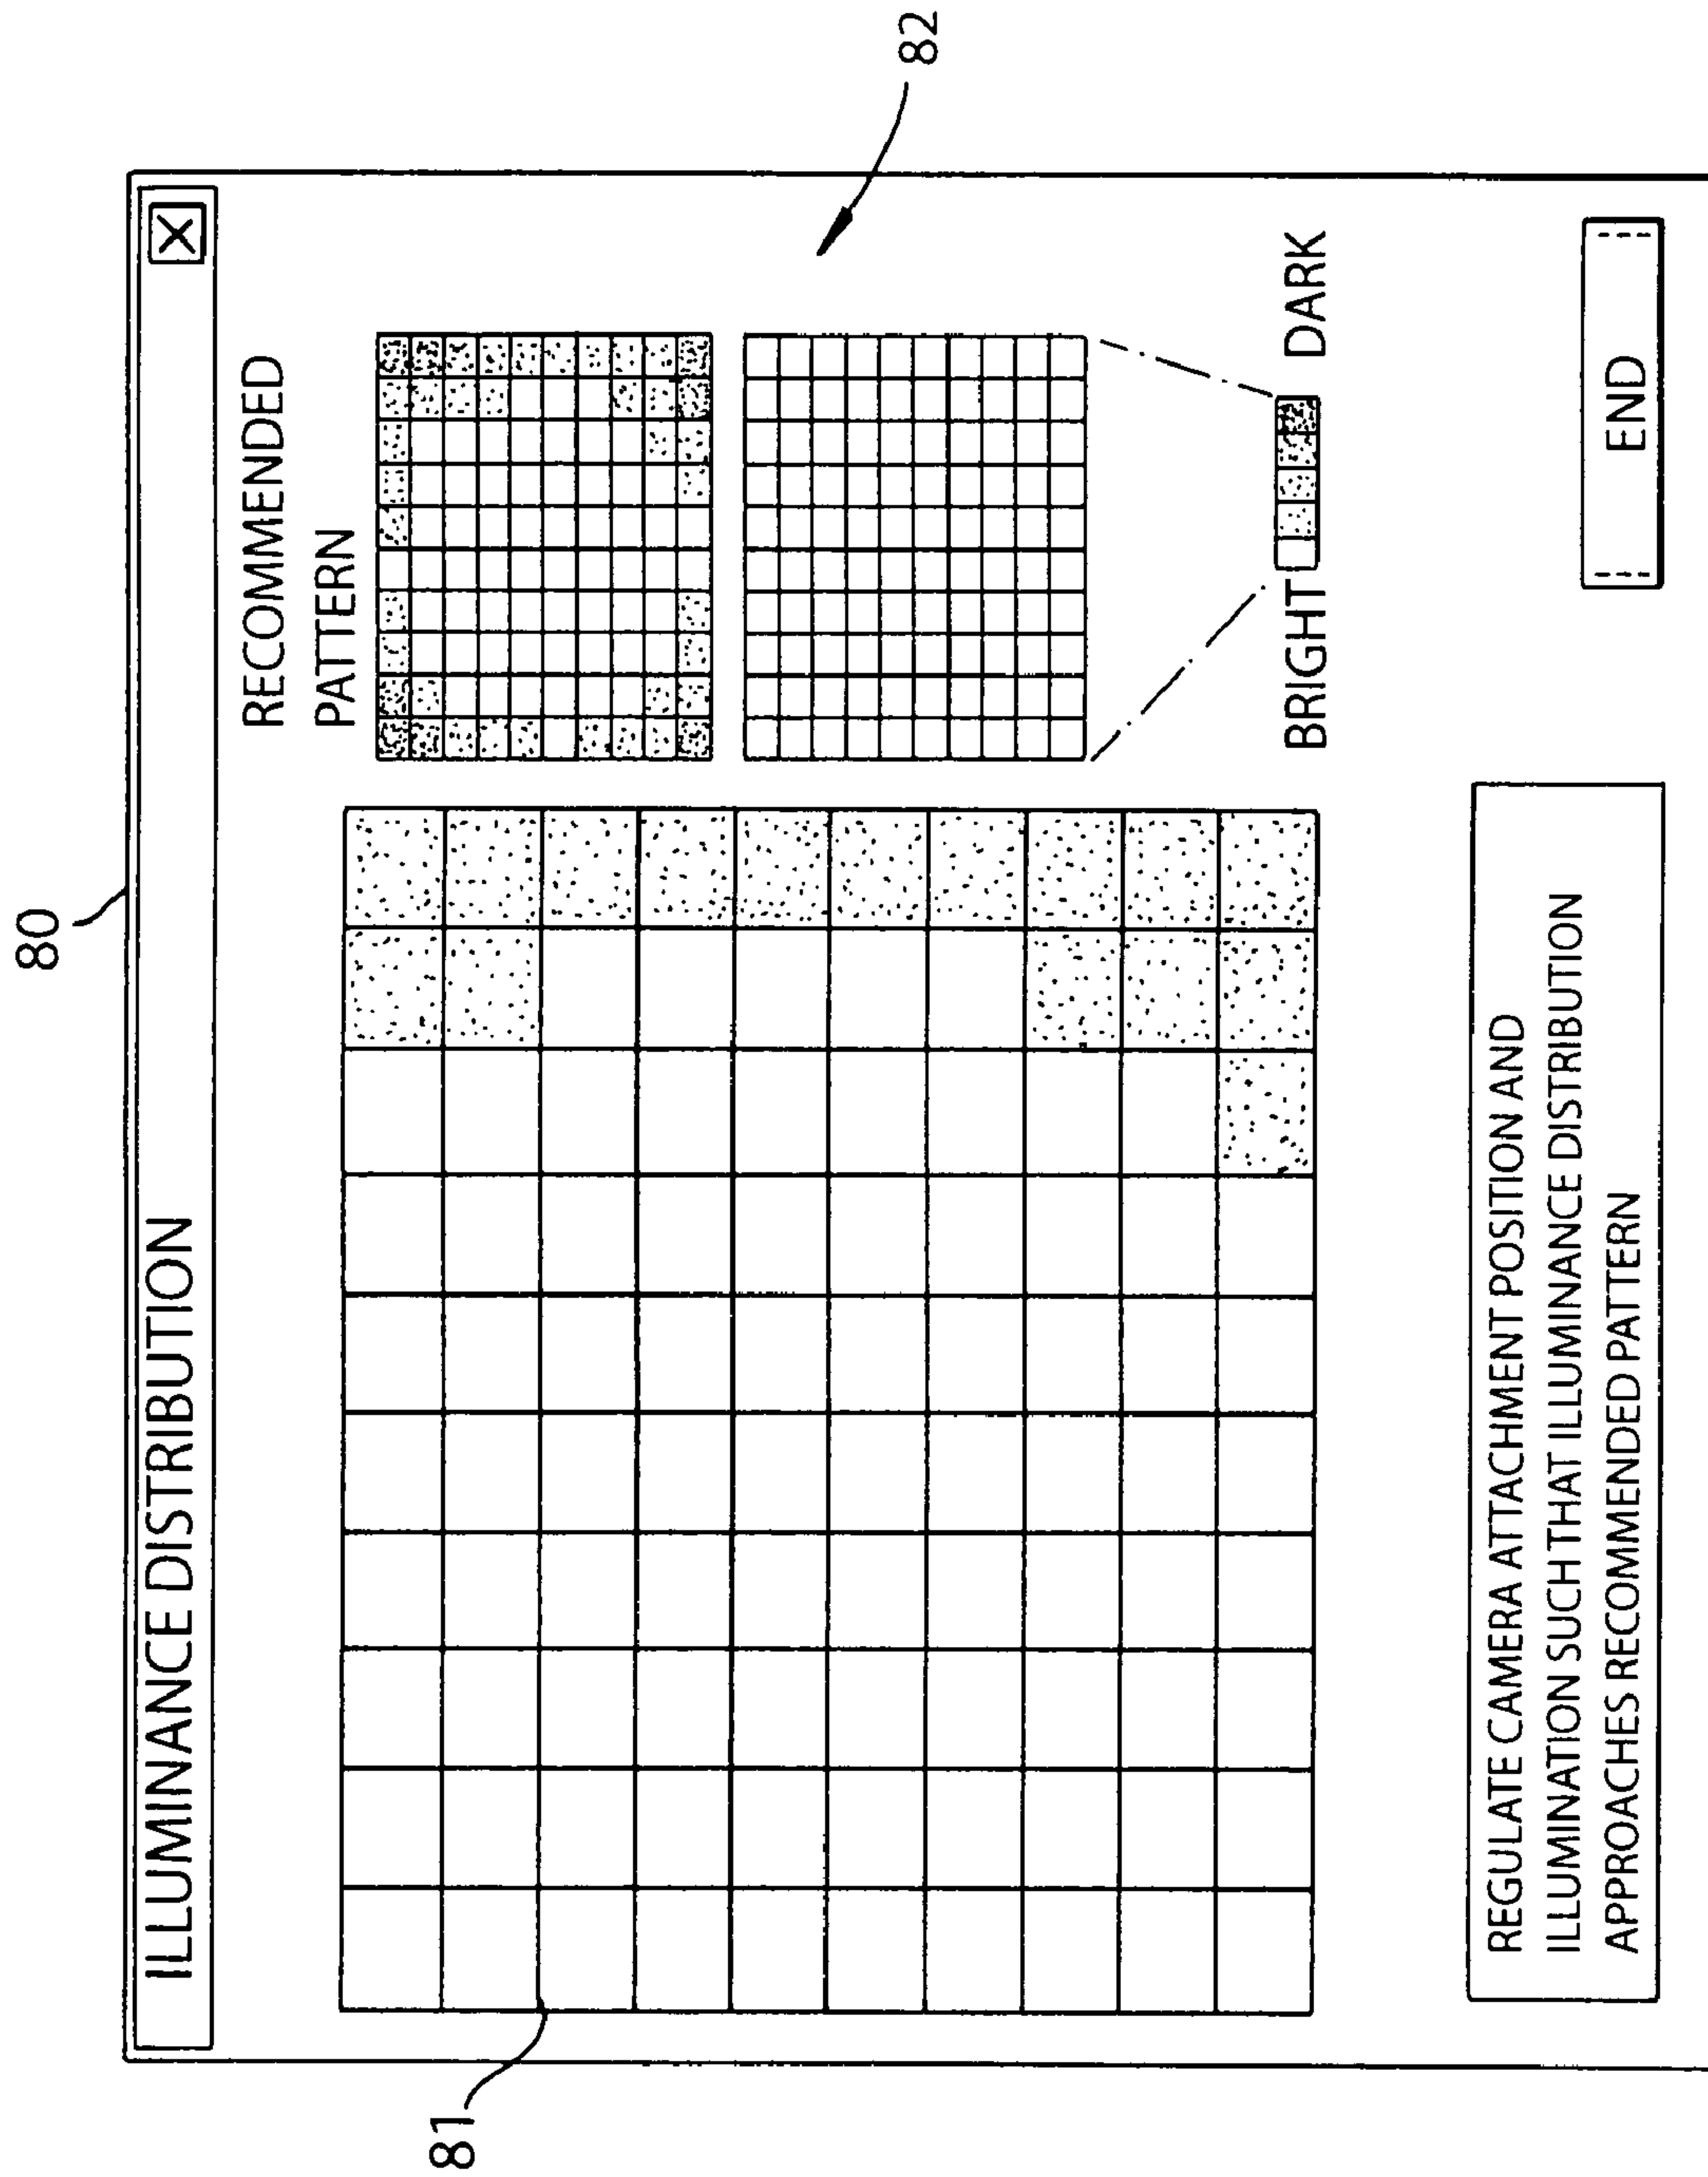 80
ILLUMINANCE DISTRIBUTION
X
81
RECOMMENDED
PATTERN
82
BRIGHT
DARK
REGULATE CAMERA ATTACHMENT POSITION AND
ILLUMINATION SUCH THAT ILLUMINANCE DISTRIBUTION
APPROACHES RECOMMENDED PATTERN
END